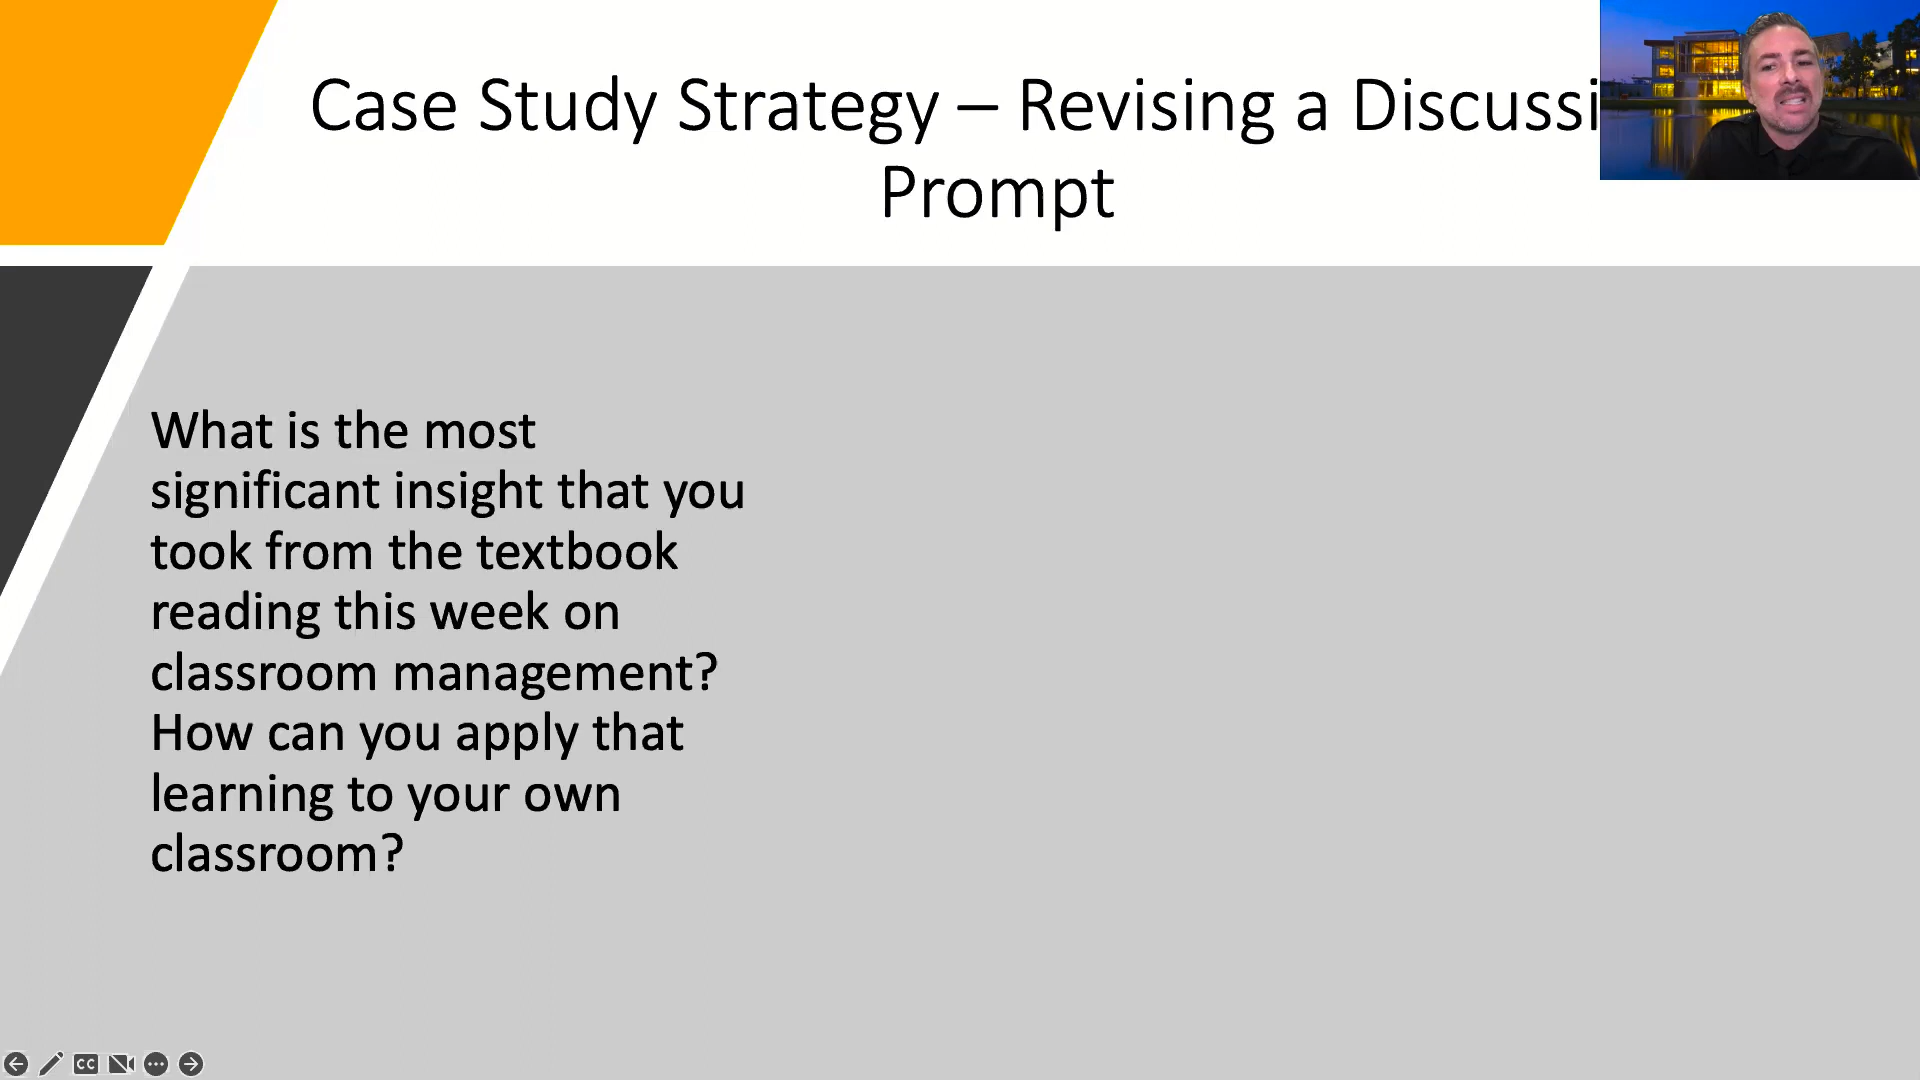 Case Study Strategy – Revising a Discussi
Prompt
What is the most
significant insight that you
took from the textbook
reading this week on
classroom management?
How can you apply that
learning to your own
classroom?
CC